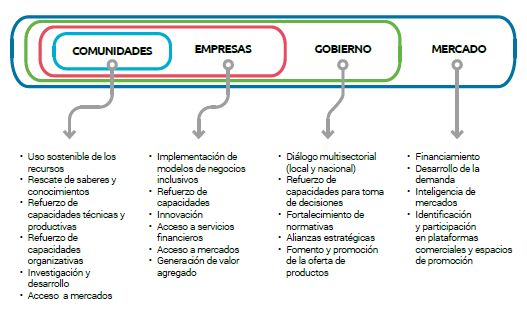 COMUNIDADES
EMPRESAS
GOBIERNO
MERCADO
• Uso sostenible de los
recursos
• Rescate de saberes y
conocimientos
• Refuerzo de
capacidades técnicas y
productivas
• Refuerzo de
capacidades
organizativas
• Investigación y
desarrollo
• Acceso a mercados
• Implementación de
modelos de negocios
inclusivos
• Refuerzo de
capacidades
• Innovación
• Acceso a servicios
financieros
• Acceso a mercados
• Generación de valor
agregado
• Diálogo multisectorial
(local y nacional)
• Refuerzo de
capacidades para toma
de decisiones
• Fortalecimiento de
normativas
• Alianzas estratégicas
• Fomento y promoción
de la oferta de
productos
• Financiamiento
• Desarrollo de la
demanda
• Inteligencia de
mercados
• Identificación
y participación
en plataformas
comerciales y espacios
de promoción